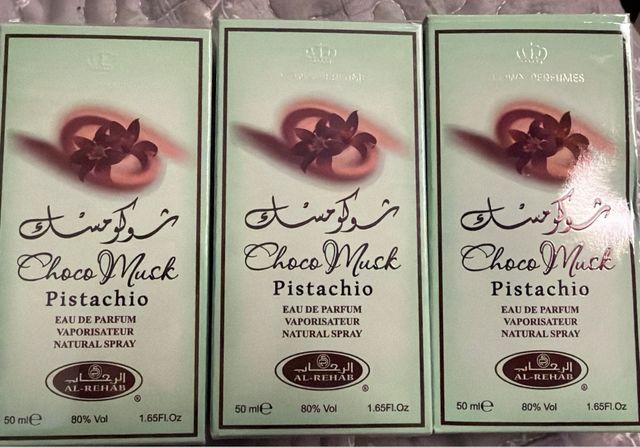 شوكو مسك
Choco Musk
Pistachio
EAU DE PARFUM
VAPORISATEUR
NATURAL SPRAY
الرحاب
AL-REHAB
®
50 ml℮ 80% Vol 1.65Fl.Oz
CROWN PERFUMES
شوكو مسك
Choco Musk
Pistachio
EAU DE PARFUM
VAPORISATEUR
NATURAL SPRAY
الرحاب
AL-REHAB
®
50 ml℮ 80% Vol 1.65Fl.Oz
CROWN PERFUMES
شوكو مسك
Choco Musk
Pistachio
EAU DE PARFUM
VAPORISATEUR
NATURAL SPRAY
الرحاب
AL-REHAB
®
50 ml℮ 80% Vol 1.65Fl.Oz